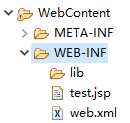 WebContent
META-INF
WEB-INF
lib
test.jsp
web.xml